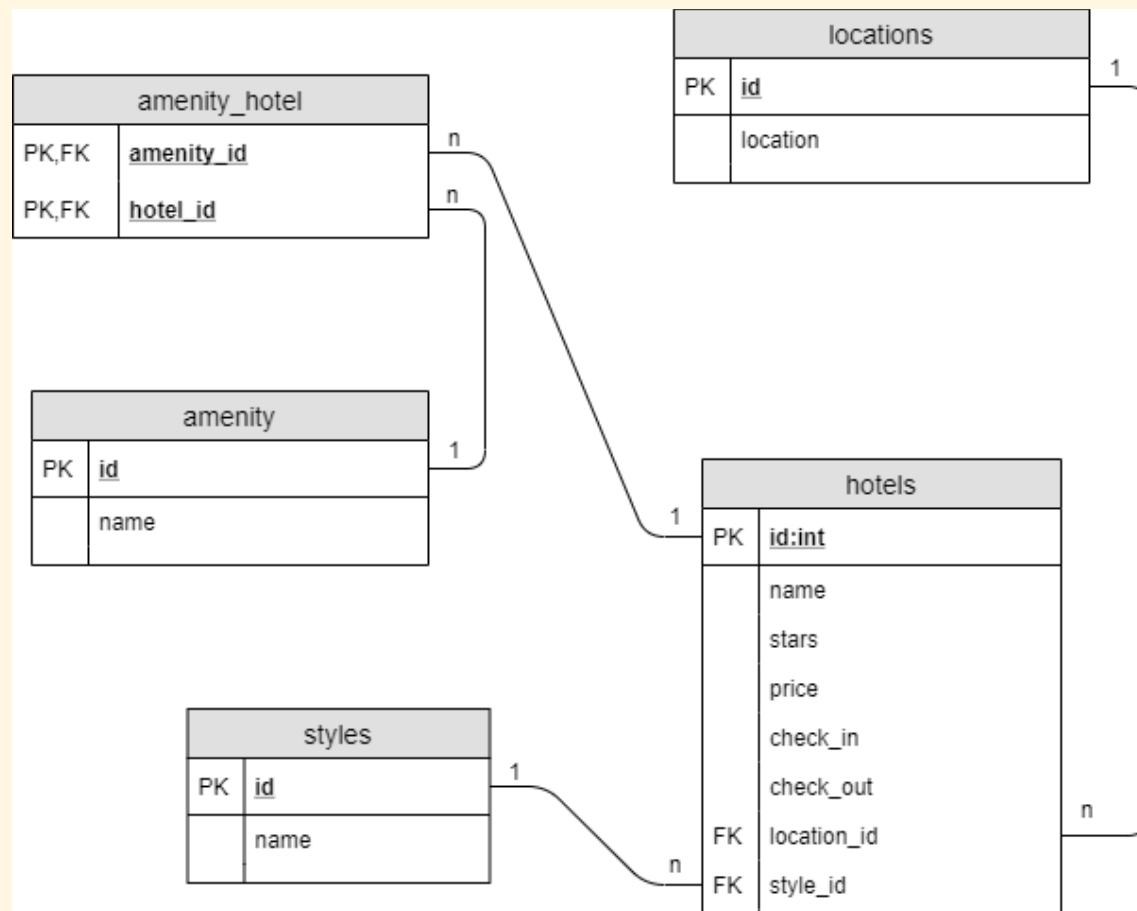 locations
PK id
location
1
amenity_hotel
PK,FK amenity_id
PK,FK hotel_id
n
n
amenity
PK id
name
1
hotels
PK id:int
name
stars
price
check_in
check_out
FK location_id
FK style_id
1
n
n
styles
PK id
name
1